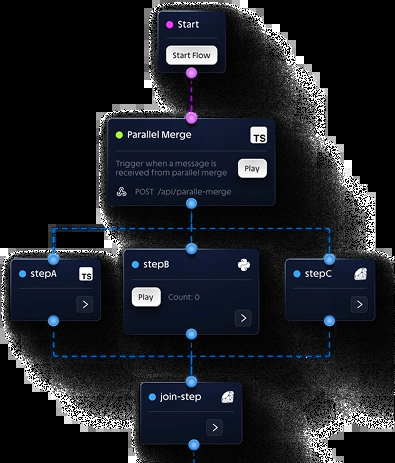 Start
Start Flow
Parallel Merge
TS
Trigger when a message is
received from parallel merge
Play
POST /api/paralle-merge
stepA
TS
stepB
Play
Count: 0
stepC
join-step